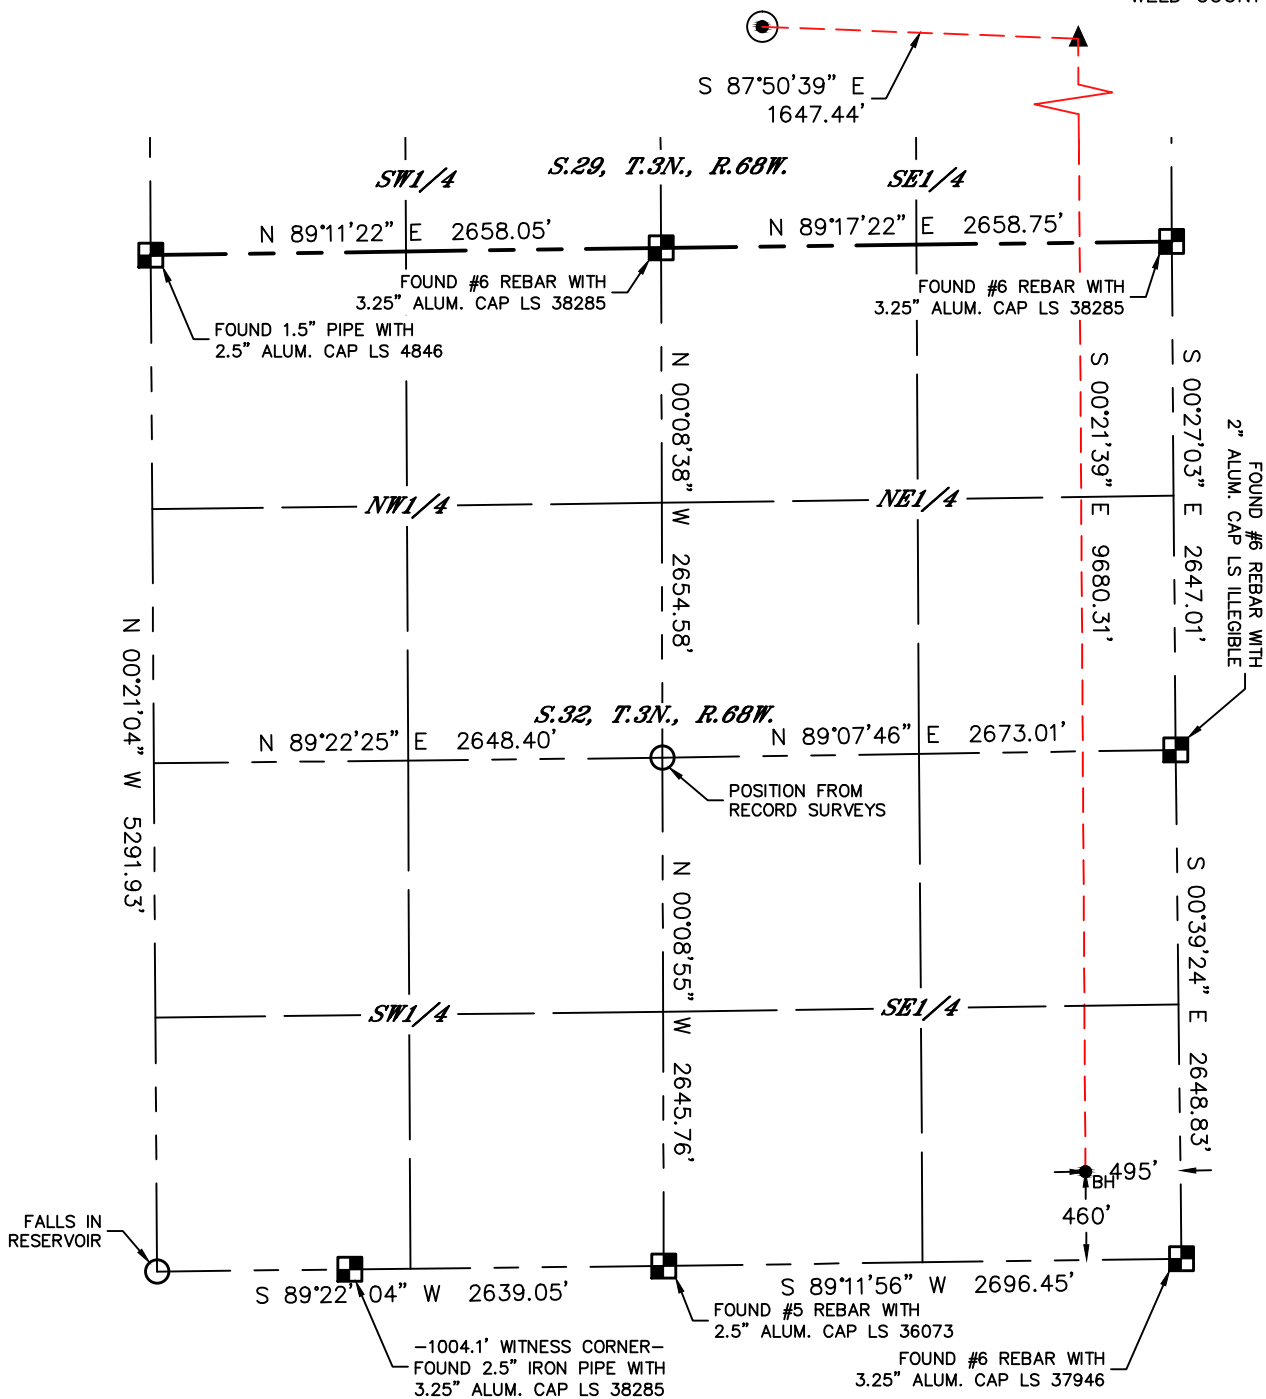 S 87°50'39" E
1647.44'
SW1/4
S.29, T.3N., R.68W.
SE1/4
N 89°11'22" E 2658.05'
N 89°17'22" E 2658.75'
FOUND #6 REBAR WITH
3.25" ALUM. CAP LS 38285
FOUND #6 REBAR WITH
3.25" ALUM. CAP LS 38285
FOUND 1.5" PIPE WITH
2.5" ALUM. CAP LS 4846
N 00°08'38" W 2654.58'
S 00°21'39" E 9680.31'
S 00°27'03" E 2647.01'
FOUND #6 REBAR WITH
2" ALUM. CAP LS ILLEGIBLE
NW1/4
NE1/4
N 00°21'04" W 5291.93'
S.32, T.3N., R.68W.
N 89°22'25" E 2648.40'
N 89°07'46" E 2673.01'
POSITION FROM
RECORD SURVEYS
N 00°08'55" W 2645.76'
S 00°39'24" E 2648.83'
SW1/4
SE1/4
BH
495'
460'
FALLS IN
RESERVOIR
S 89°22'04" W 2639.05'
S 89°11'56" W 2696.45'
FOUND #5 REBAR WITH
2.5" ALUM. CAP LS 36073
-1004.1' WITNESS CORNER-
FOUND 2.5" IRON PIPE WITH
3.25" ALUM. CAP LS 38285
FOUND #6 REBAR WITH
3.25" ALUM. CAP LS 37946